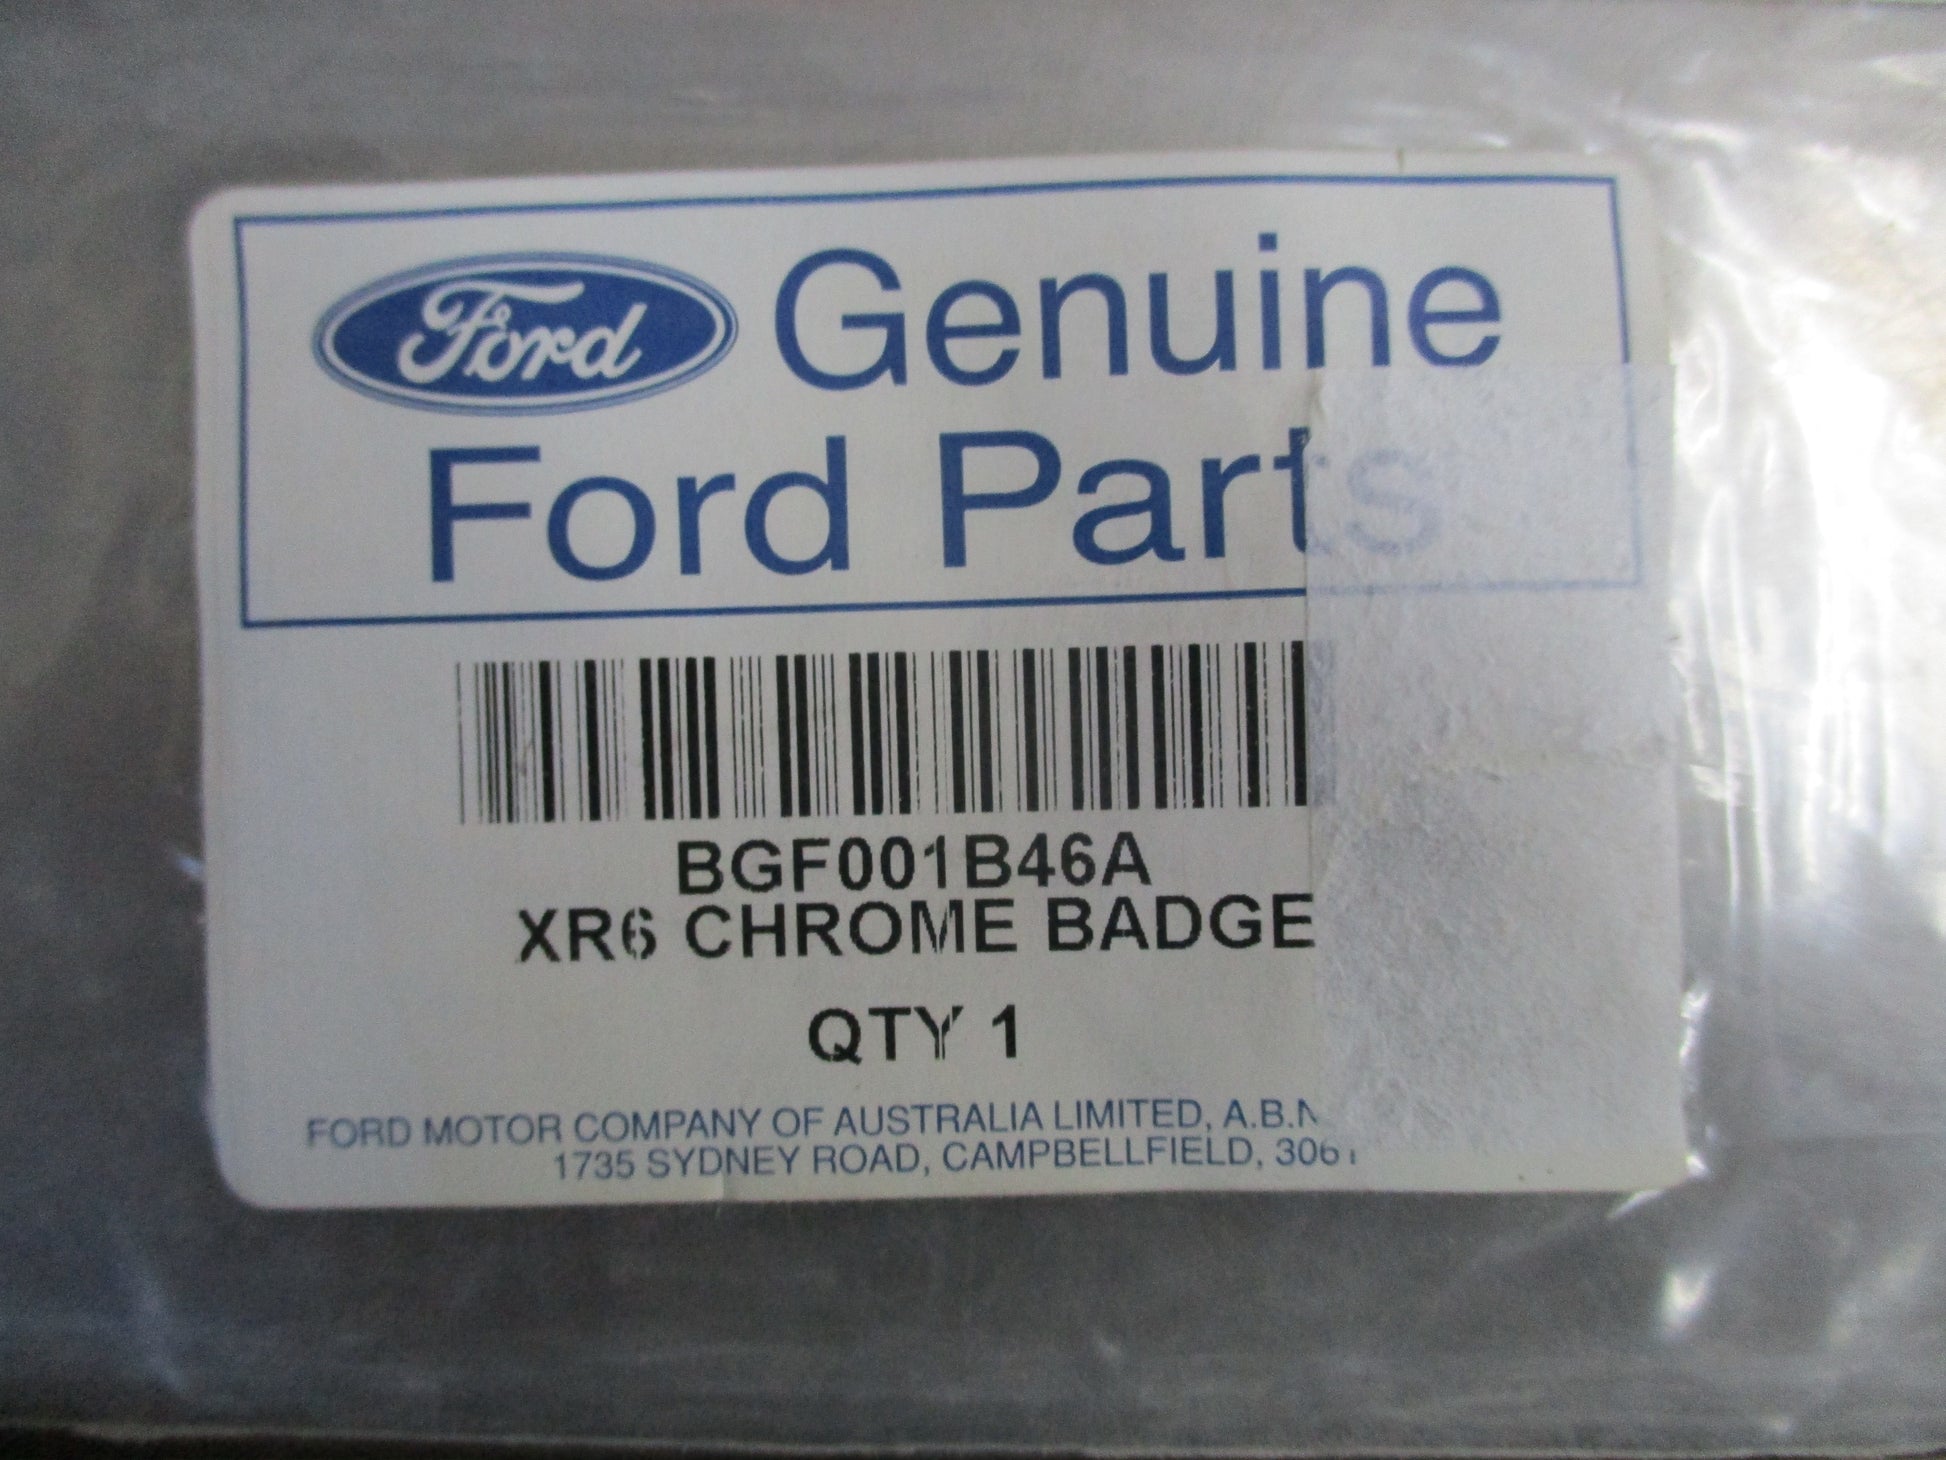 Ford Genuine
Ford Parts
BGF001B46A
XR6 CHROME BADGE
QTY 1
FORD MOTOR COMPANY OF AUSTRALIA LIMITED, A.B.N
1735 SYDNEY ROAD, CAMPBELLFIELD, 3061